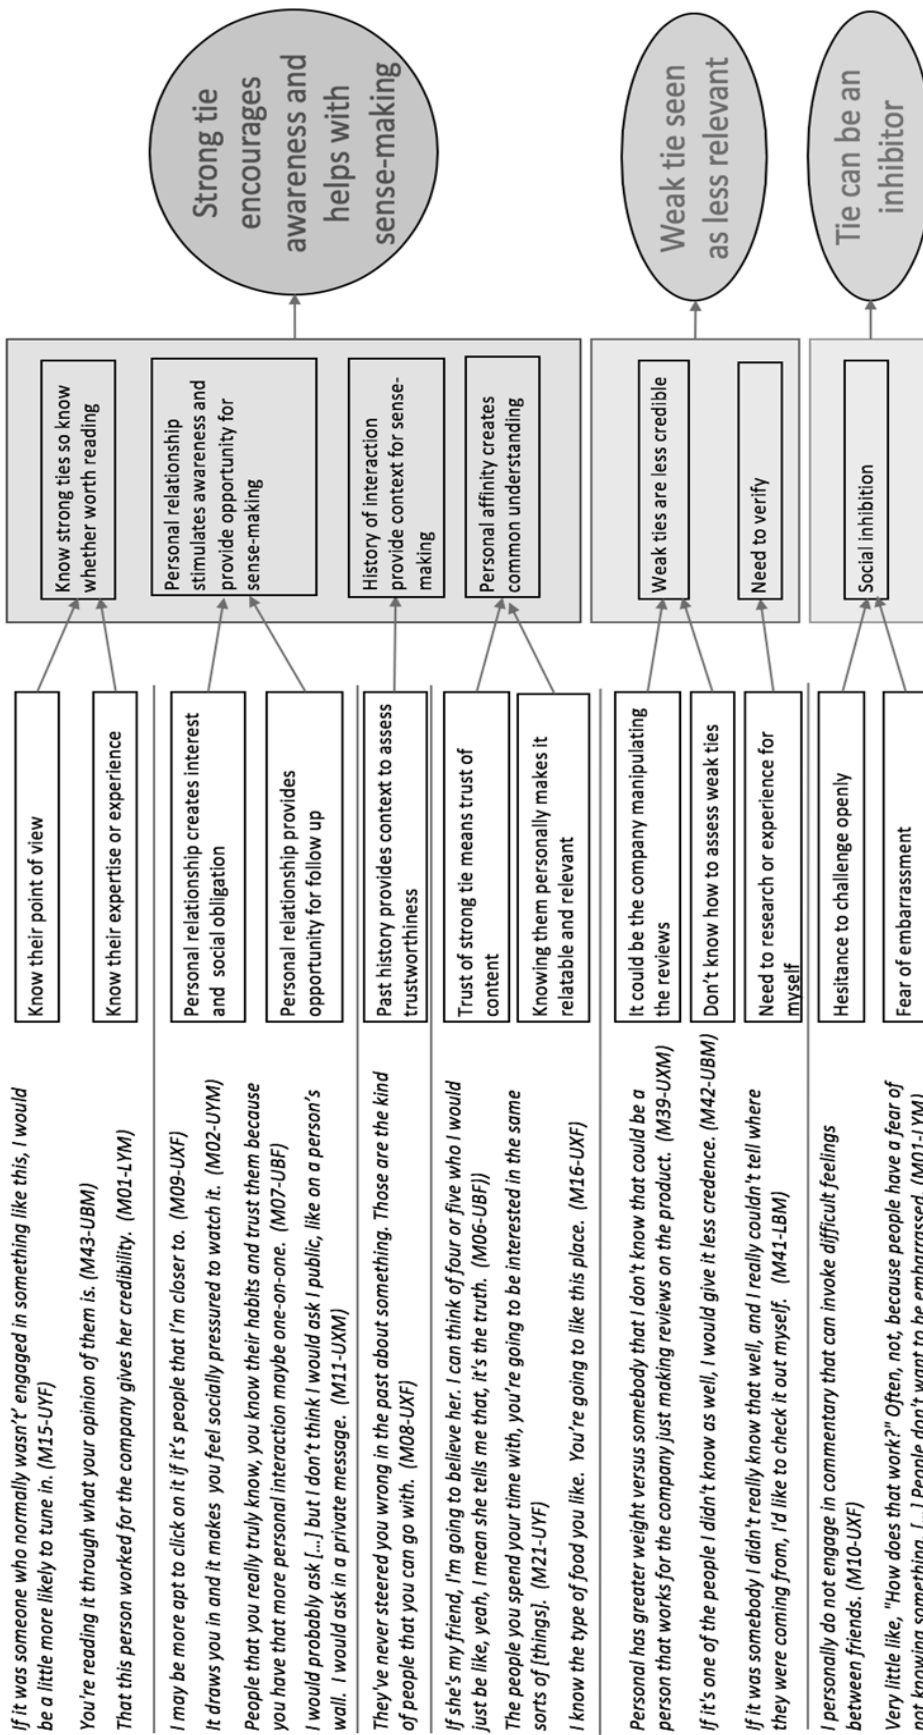 If it was someone who normally wasn't' engaged in something like this, I would
be a little more likely to tune in. (M15-UYF)
You're reading it through what your opinion of them is. (M43-UBM)
That this person worked for the company gives her credibility. (M01-LYM)
I may be more apt to click on it if it's people that I'm closer to. (M09-UXF)
It draws you in and it makes you feel socially pressured to watch it. (M02-UYM)
People that you really truly know, you know their habits and trust them because
you have that more personal interaction maybe one-on-one. (M07-UBF)
I would probably ask [...] but I don't think I would ask I public, like on a person's
wall. I would ask in a private message. (M11-UXM)
They've never steered you wrong in the past about something. Those are the kind
of people that you can go with. (M08-UXF)
If she's my friend, I'm going to believe her. I can think of four or five who I would
just be like, yeah, I mean she tells me that, it's the truth. (M06-UBF))
The people you spend your time with, you're going to be interested in the same
sorts of [things]. (M21-UYF)
I know the type of food you like. You're going to like this place. (M16-UXF)
Personal has greater weight versus somebody that I don't know that could be a
person that works for the company just making reviews on the product. (M39-UXM)
If it's one of the people I didn't know as well, I would give it less credence. (M42-UBM)
If it was somebody I didn't really know that well, and I really couldn't tell where
they were coming from, I'd like to check it out myself. (M41-LBM)
personally do not engage in commentary that can invoke difficult feelings
between friends. (M10-UXF)
Very little like, "How does that work?" Often, not, because people have a fear of
knowing something. [...] People don't want to be embarrassed. (M01-LYM)
Know their point of view
Know their expertise or experience
Personal relationship creates interest
and social obligation
Personal relationship provides
opportunity for follow up
Past history provides context to assess
trustworthiness
Trust of strong tie means trust of
content
Knowing them personally makes it
relatable and relevant
It could be the company manipulating
the reviews
Don't know how to assess weak ties
Need to research or experience for
myself
Hesitance to challenge openly
Fear of embarrassment
Know strong ties so know
whether worth reading
Personal relationship
stimulates awareness and
provide opportunity for
sense-making
History of interaction
provide context for sense-
making
Personal affinity creates
common understanding
Weak ties are less credible
Need to verify
Social inhibition
Strong tie
encourages
awareness and
helps with
sense-making
Weak tie seen
as less relevant
Tie can be an
inhibitor